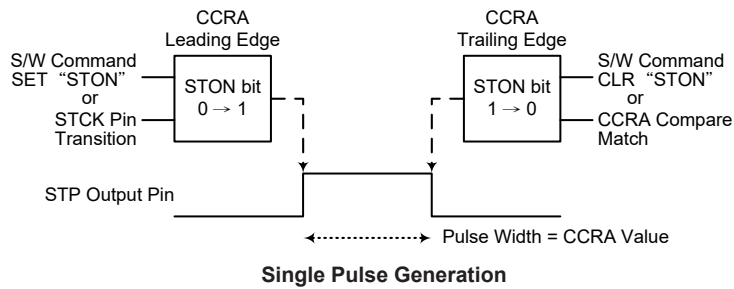 CCRA
Leading Edge
S/W Command
SET “STON”
or
STCK Pin
Transition
STON bit
0 → 1
CCRA
Trailing Edge
STON bit
1 → 0
S/W Command
CLR “STON”
or
CCRA Compare
Match
STP Output Pin
Pulse Width = CCRA Value
Single Pulse Generation